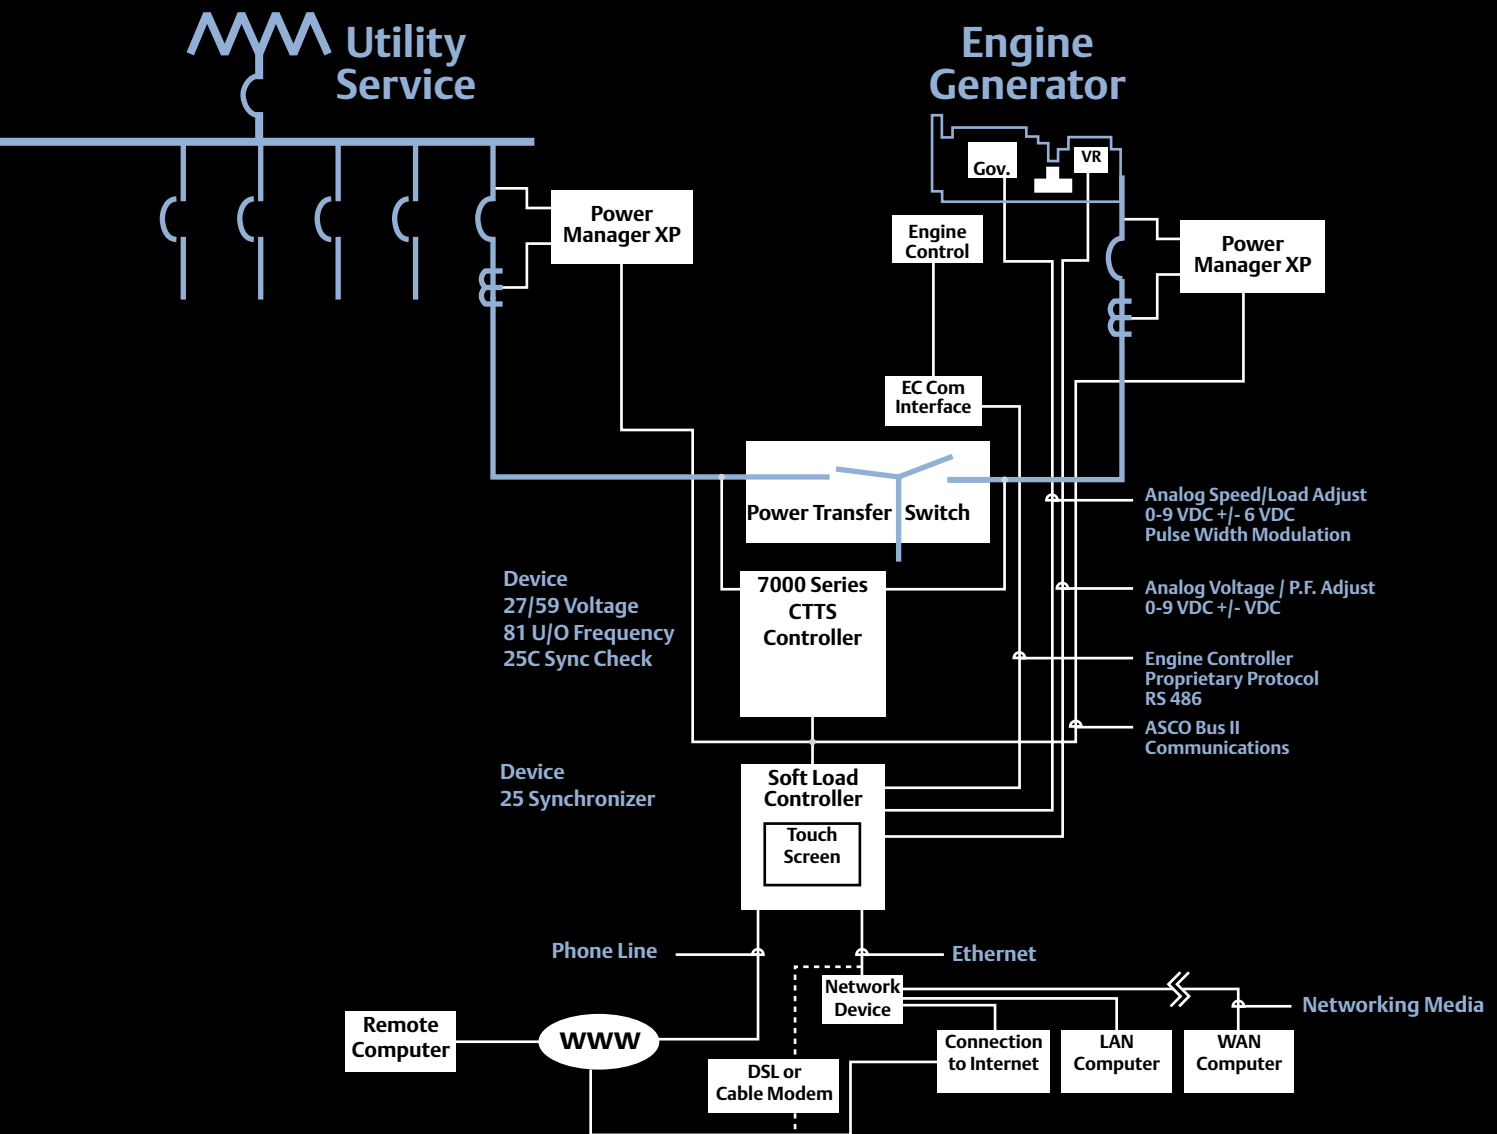 Utility
Service
Engine
Generator
Gov.
VR
Power
Manager XP
Engine
Control
Power
Manager XP
EC Com
Interface
Power Transfer Switch
Analog Speed/Load Adjust
0-9 VDC +/- 6 VDC
Pulse Width Modulation
Device
27/59 Voltage
81 U/O Frequency
25C Sync Check
7000 Series
CTTS
Controller
Analog Voltage / P.F. Adjust
0-9 VDC +/- VDC
Engine Controller
Proprietary Protocol
RS 486
ASCO Bus II
Communications
Device
25 Synchronizer
Soft Load
Controller
Touch
Screen
Phone Line
Ethernet
Network
Device
Networking Media
Remote
Computer
www
Connection
to Internet
LAN
Computer
WAN
Computer
DSL or
Cable Modem